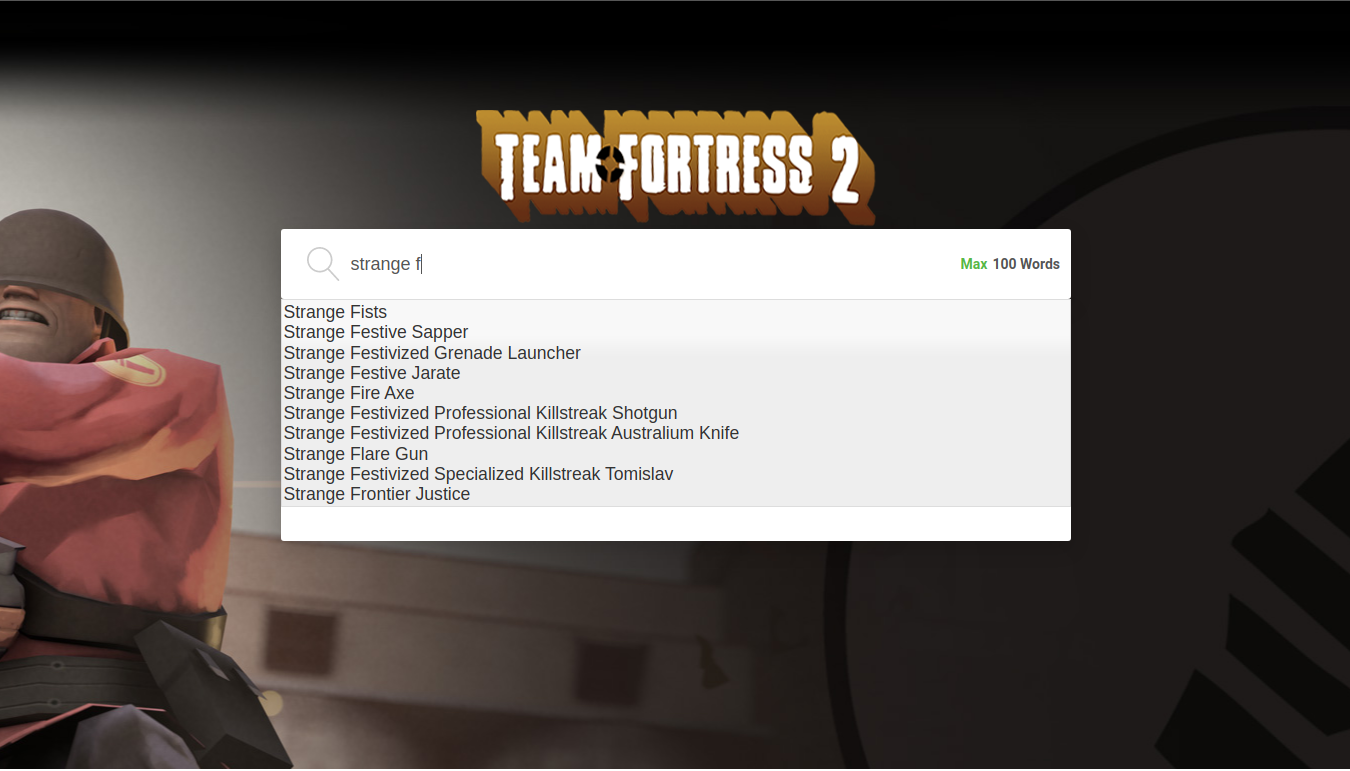 TEAM FORTRESS 2
strange f
Max 100 Words
Strange Fists
Strange Festive Sapper
Strange Festivized Grenade Launcher
Strange Festive Jarate
Strange Fire Axe
Strange Festivized Professional Killstreak Shotgun
Strange Festivized Professional Killstreak Australium Knife
Strange Flare Gun
Strange Festivized Specialized Killstreak Tomislav
Strange Frontier Justice